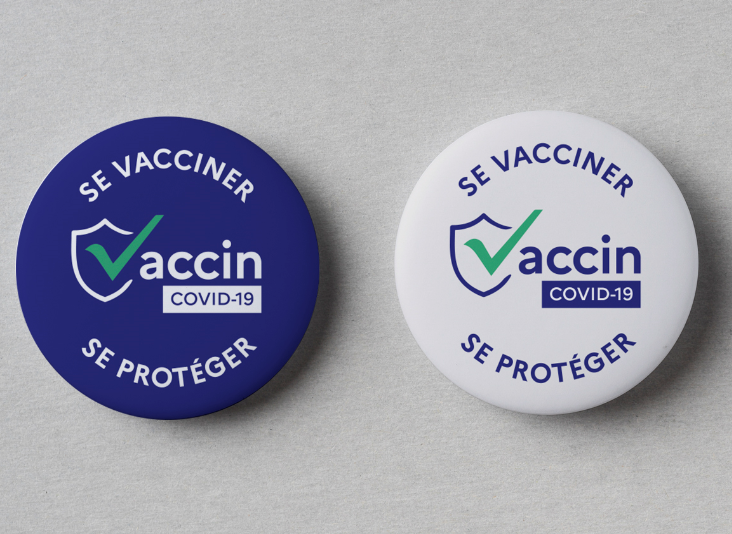 SE VACCINER
Vaccin
COVID-19
SE PROTÉGER
SE VACCINER
Vaccin
COVID-19
SE PROTÉGER